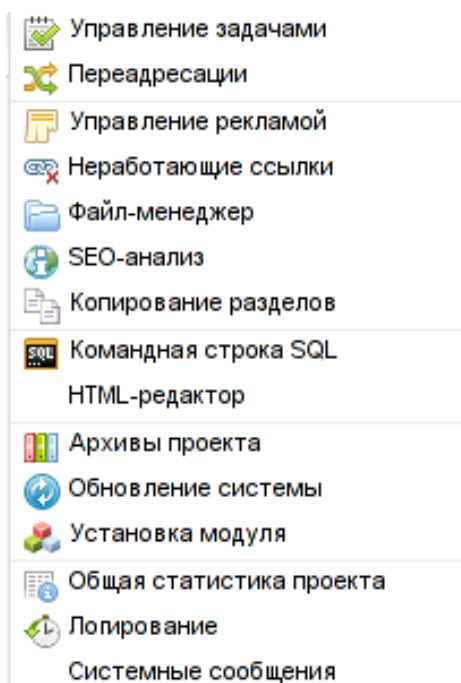 Управление задачами
Переадресации
Управление рекламой
Неработающие ссылки
Файл-менеджер
SEO-анализ
Копирование разделов
SQL Командная строка SQL
HTML-редактор
Архивы проекта
Обновление системы
Установка модуля
Общая статистика проекта
Логирование
Системные сообщения